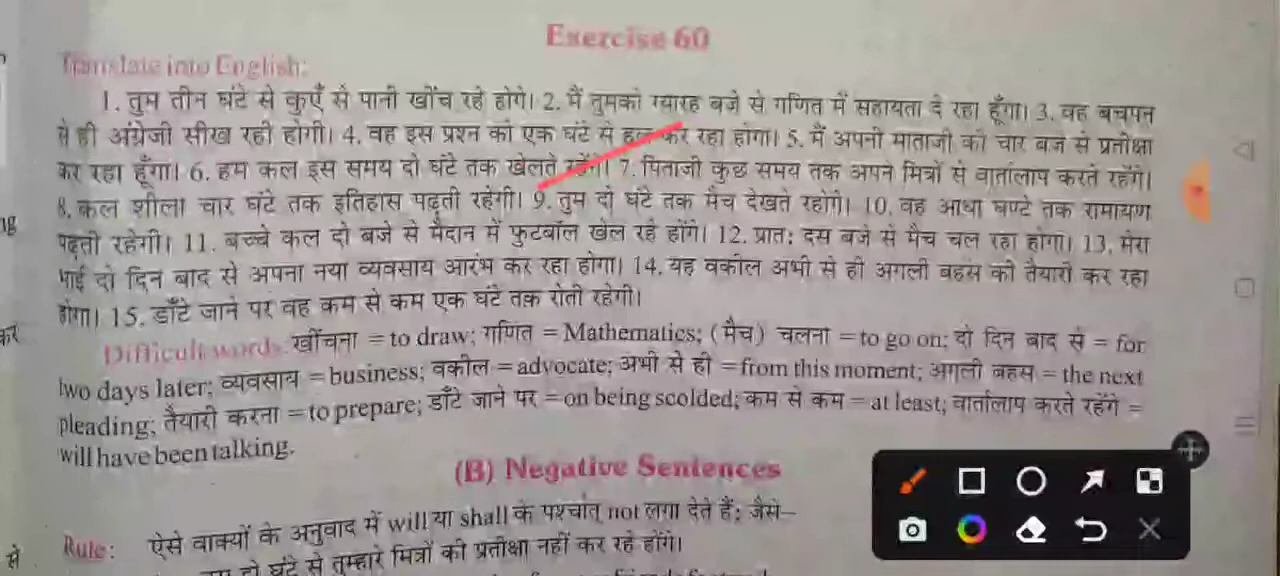 Exercise 60
Translate into English:
1. तुम तीन घंटे से कुएँ से पानी खींच रहे होगे। 2. मैं तुमको ग्यारह बजे से गणित में सहायता दे रहा हूँगा। 3. वह बचपन
से ही अंग्रेजी सीख रही होगी। 4. वह इस प्रश्न को एक घंटे से हल कर रहा होगा। 5. मैं अपनी माताजी की चार बजे से प्रतीक्षा
कर रहा हूँगा। 6. हम कल इस समय दो घंटे तक खेलते रहेंगे। 7. पिताजी कुछ समय तक अपने मित्रों से वार्तालाप करते रहेंगे।
8. कल शीला चार घंटे तक इतिहास पढ़ती रहेगी। 9. तुम दो घंटे तक मैच देखते रहोगे। 10. वह आधा घण्टे तक रामायण
पढ़ती रहेगी। 11. बच्चे कल दो बजे से मैदान में फुटबॉल खेल रहे होंगे। 12. प्रात: दस बजे से मैच चल रहा होगा। 13. मेरा
भाई दो दिन बाद से अपना नया व्यवसाय आरंभ कर रहा होगा। 14. यह वकील अभी से ही अगली बहस की तैयारी कर रहा
होगा। 15. डाँटे जाने पर वह कम से कम एक घंटे तक रोती रहेगी।
Difficult words. खींचना = to draw; गणित = Mathematics; (मैच) चलना = to go on; दो दिन बाद से = for
two days later; व्यवसाय = business; वकील = advocate; अभी से ही = from this moment; अगली बहस = the next
pleading; तैयारी करना = to prepare; डाँटे जाने पर = on being scolded; कम से कम = at least; वार्तालाप करते रहेंगे =
will have been talking.
(B) Negative Sentences
Rule: ऐसे वाक्यों के अनुवाद में will या shall के पश्चात् not लगा देते हैं; जैसे–
दो घंटे से तुम्हारे मित्रों की प्रतीक्षा नहीं कर रहे होंगे।
ng
कर
से